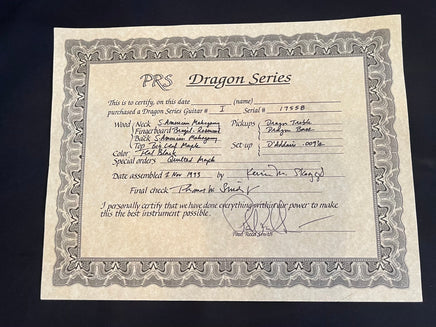 PRS Dragon Series
This is to certify, on this date (name)
purchased a Dragon Series Guitar # I Serial # 17558
Wood Neck S. American Mahogany Pickups Dragon Treble
Fingerboard Brazil. Rosewood Dragon Bass
Back S. American Mahogany
Top Big Leaf Maple Set-up D'Addario .009's
Color Flat Black
Special orders Quilted Maple
Date assembled 2 Nov 1993 by Kevin M.
Final check Thomas M.
I personally certify that we have done everything within our power to make
this the best instrument possible.
Paul Reed Smith